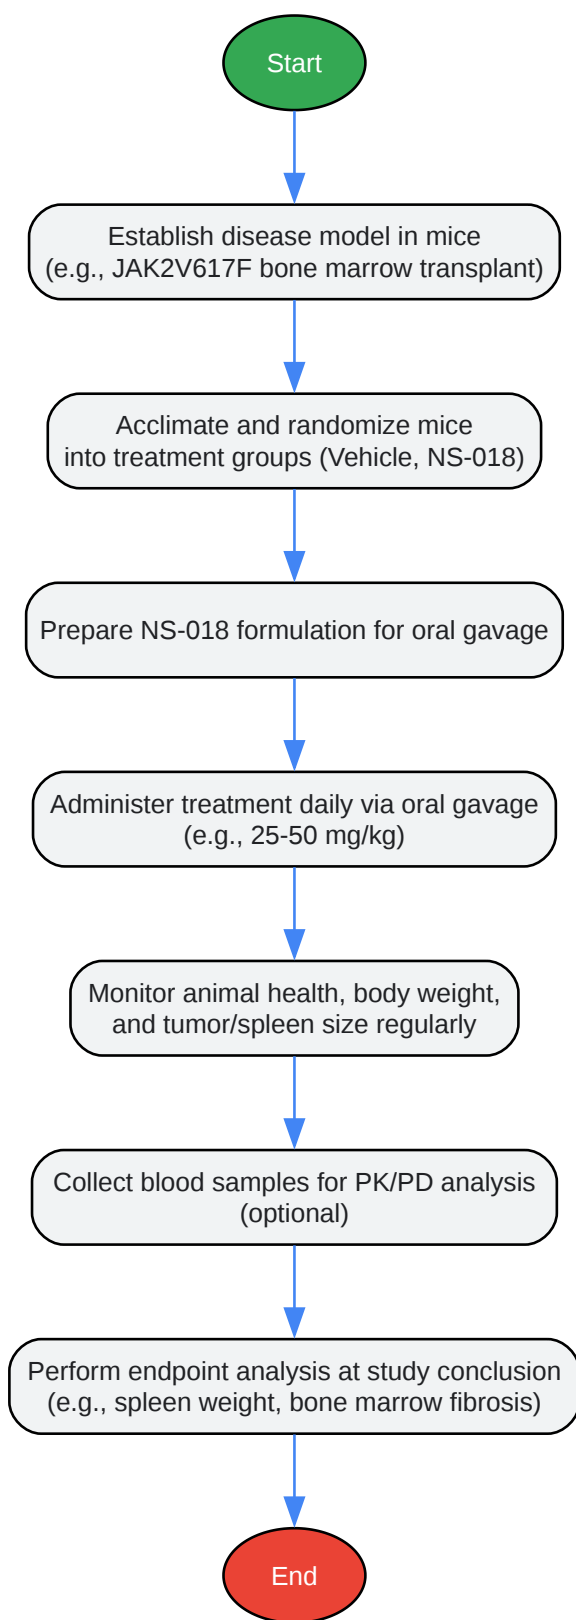 Start
Establish disease model in mice
(e.g., JAK2V617F bone marrow transplant)
Acclimate and randomize mice
into treatment groups (Vehicle, NS-018)
Prepare NS-018 formulation for oral gavage
Administer treatment daily via oral gavage
(e.g., 25-50 mg/kg)
Monitor animal health, body weight,
and tumor/spleen size regularly
Collect blood samples for PK/PD analysis
(optional)
Perform endpoint analysis at study conclusion
(e.g., spleen weight, bone marrow fibrosis)
End